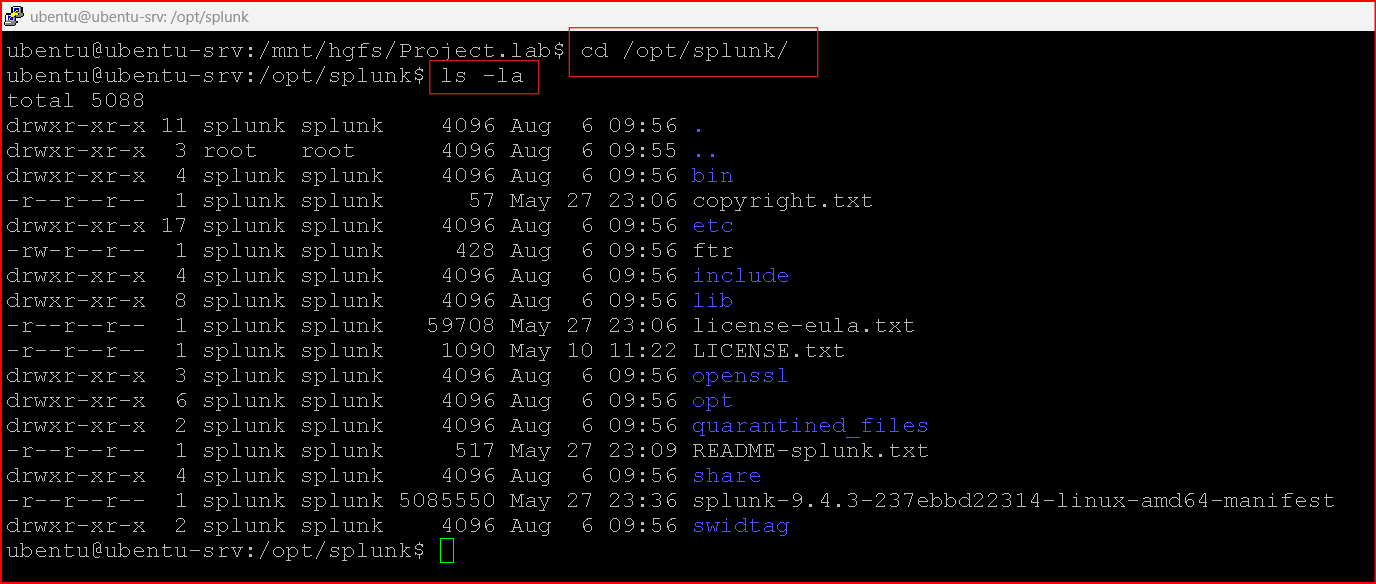 ubentu@ubentu-srv: /opt/splunk
ubentu@ubentu-srv:/mnt/hgfs/Project.lab$ cd /opt/splunk/
ubentu@ubentu-srv:/opt/splunk$ ls -la
total 5088
drwxr-xr-x 11 splunk splunk    4096 Aug  6 09:56 .
drwxr-xr-x  3 root   root      4096 Aug  6 09:55 ..
drwxr-xr-x  4 splunk splunk    4096 Aug  6 09:56 bin
-r--r--r--  1 splunk splunk      57 May 27 23:06 copyright.txt
drwxr-xr-x 17 splunk splunk    4096 Aug  6 09:56 etc
-rw-r--r--  1 splunk splunk     428 Aug  6 09:56 ftr
drwxr-xr-x  4 splunk splunk    4096 Aug  6 09:56 include
drwxr-xr-x  8 splunk splunk    4096 Aug  6 09:56 lib
-r--r--r--  1 splunk splunk   59708 May 27 23:06 license-eula.txt
-r--r--r--  1 splunk splunk    1090 May 10 11:22 LICENSE.txt
drwxr-xr-x  3 splunk splunk    4096 Aug  6 09:56 openssl
drwxr-xr-x  6 splunk splunk    4096 Aug  6 09:56 opt
drwxr-xr-x  2 splunk splunk    4096 Aug  6 09:56 quarantined_files
-r--r--r--  1 splunk splunk     517 May 27 23:09 README-splunk.txt
drwxr-xr-x  4 splunk splunk    4096 Aug  6 09:56 share
-r--r--r--  1 splunk splunk 5085550 May 27 23:36 splunk-9.4.3-237ebbd22314-linux-amd64-manifest
drwxr-xr-x  2 splunk splunk    4096 Aug  6 09:56 swidtag
ubentu@ubentu-srv:/opt/splunk$